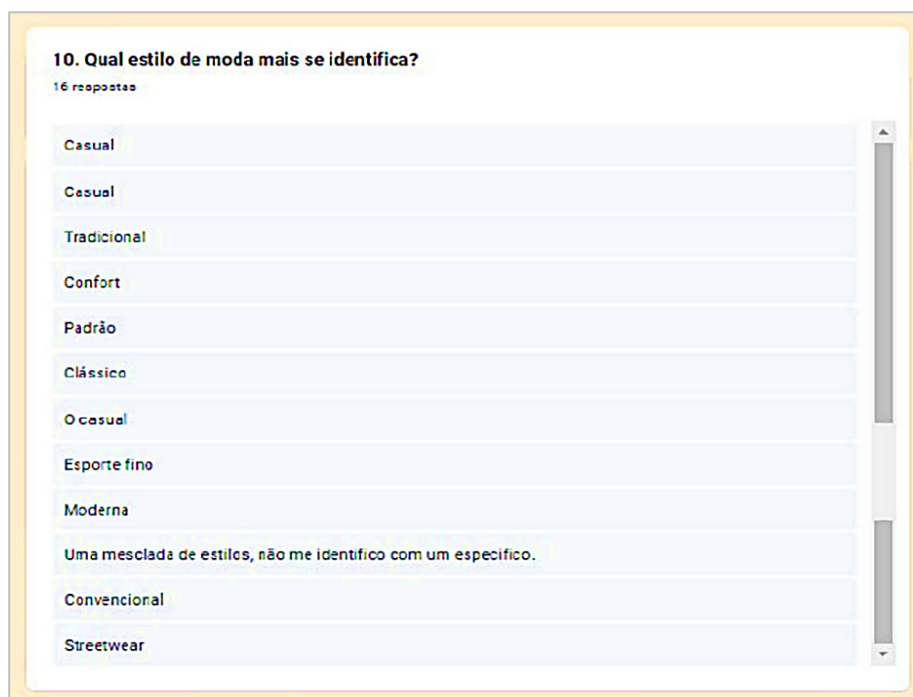 10. Qual estilo de moda mais se identifica?
16 respostas
Casual
Casual
Tradicional
Confort
Padrão
Clássico
O casual
Esporte fino
Moderna
Uma mesclada de estilos, não me identifico com um especifico.
Convencional
Streetwear